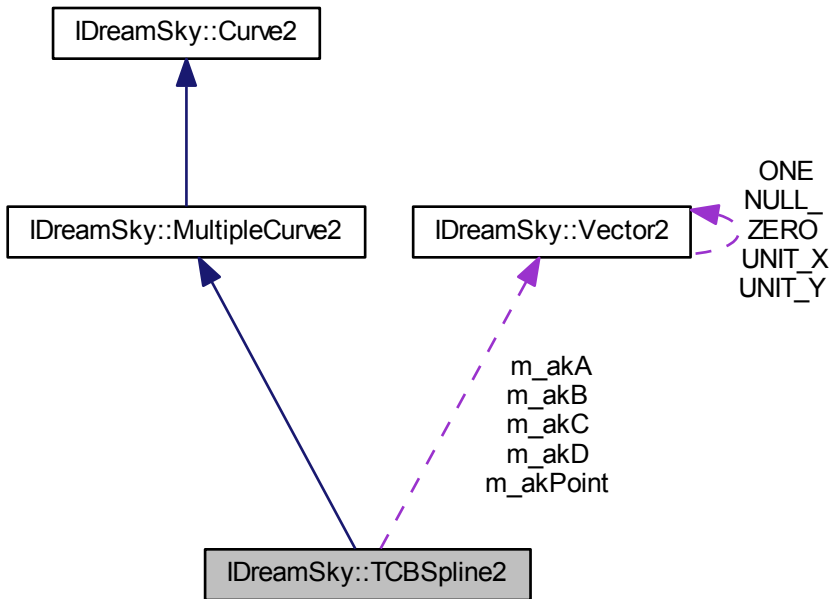 IDreamSky::Curve2
IDreamSky::MultipleCurve2
IDreamSky::Vector2
ONE
NULL_
ZERO
UNIT_X
UNIT_Y
m_akA
m_akB
m_akC
m_akD
m_akPoint
IDreamSky::TCBSpline2